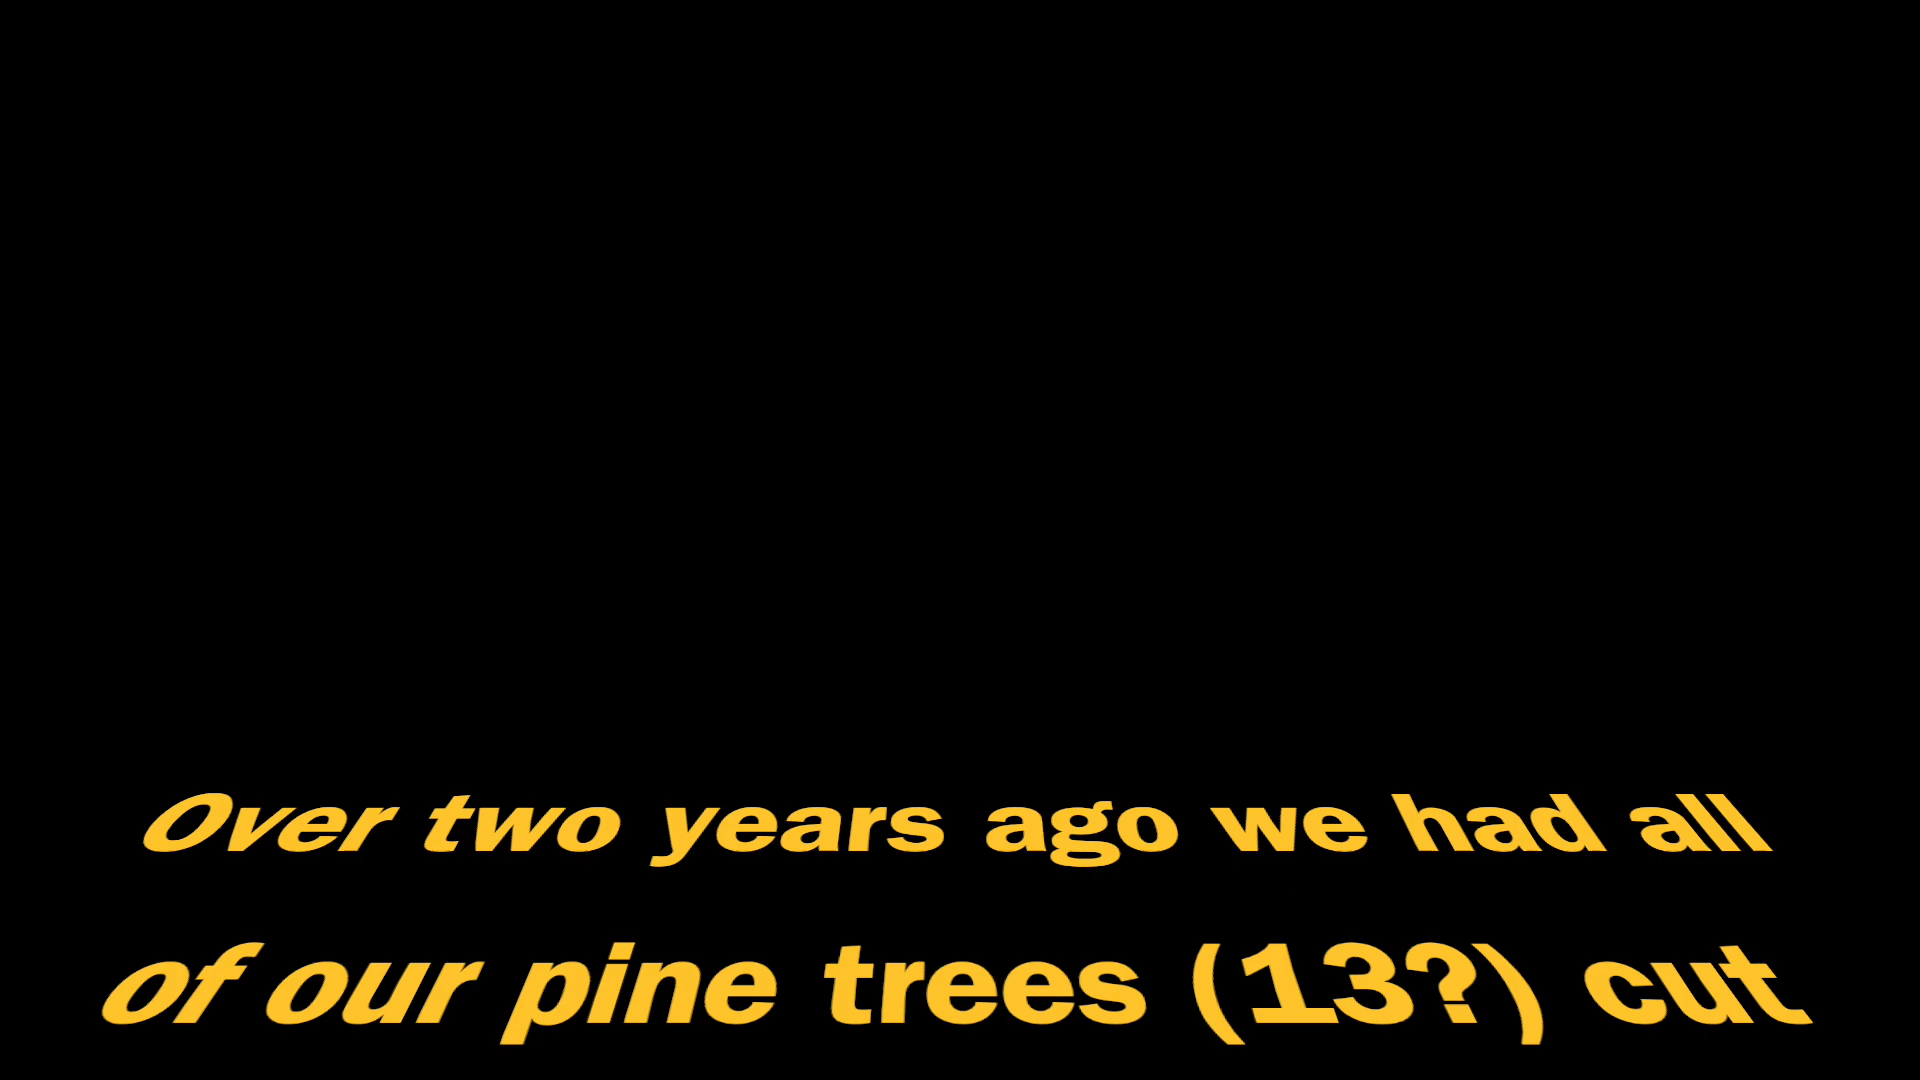 Over two years ago we had all
of our pine trees (13?) cut